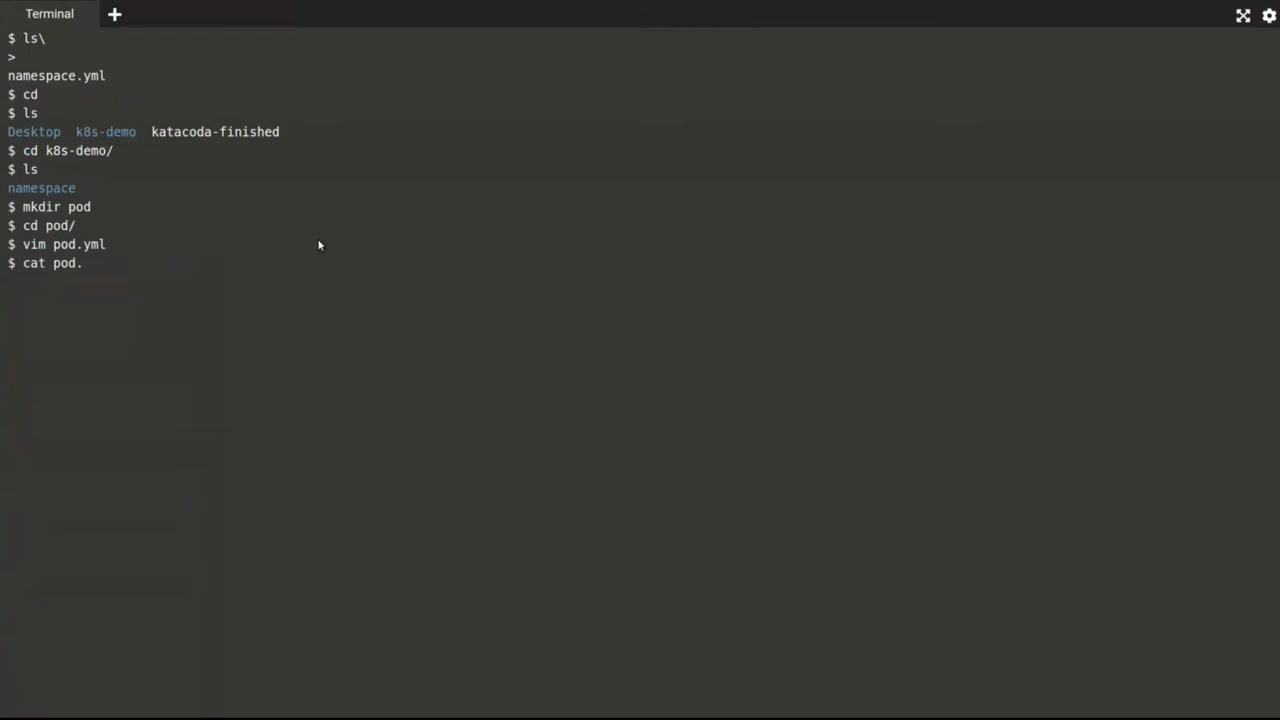 Terminal
$ ls\
>
namespace.yml
$ cd
$ ls
Desktop  k8s-demo  katacoda-finished
$ cd k8s-demo/
$ ls
namespace
$ mkdir pod
$ cd pod/
$ vim pod.yml
$ cat pod.